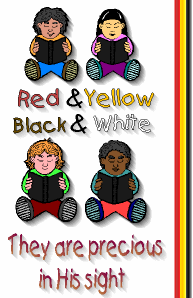 Red & Yellow
Black & White
They are precious
in His sight